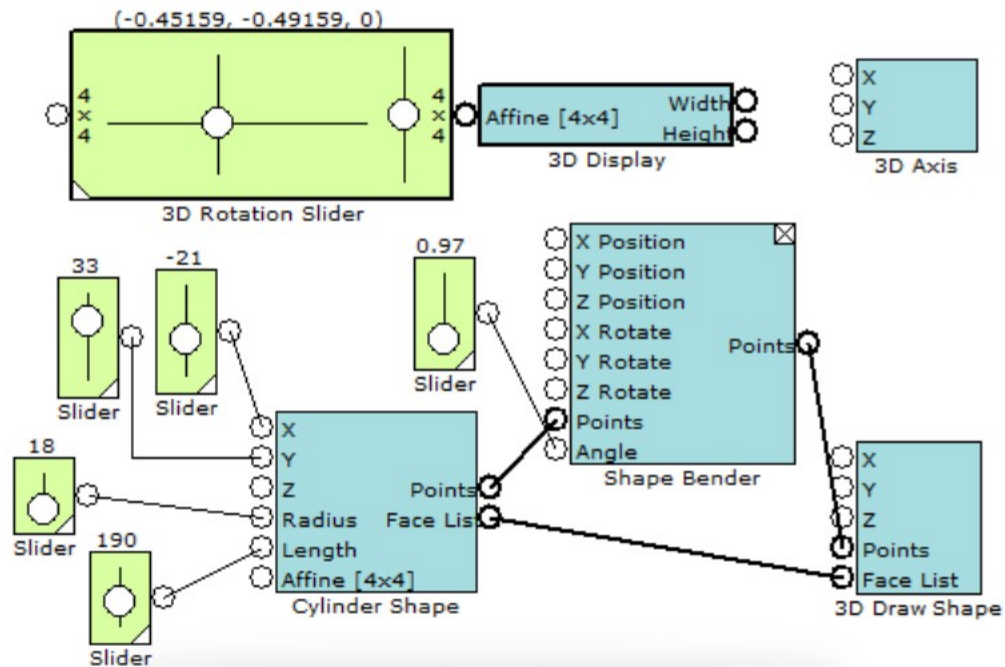 (-0.45159, -0.49159, 0)
4
x
4
4
x
4
3D Rotation Slider
Affine [4x4]
Width
Height
3D Display
X
Y
Z
3D Axis
33
Slider
-21
Slider
0.97
Slider
X Position
Y Position
Z Position
X Rotate
Y Rotate
Z Rotate
Points
Angle
Points
Shape Bender
18
Slider
190
Slider
X
Y
Z
Radius
Length
Affine [4x4]
Points
Face List
Cylinder Shape
X
Y
Z
Points
Face List
3D Draw Shape